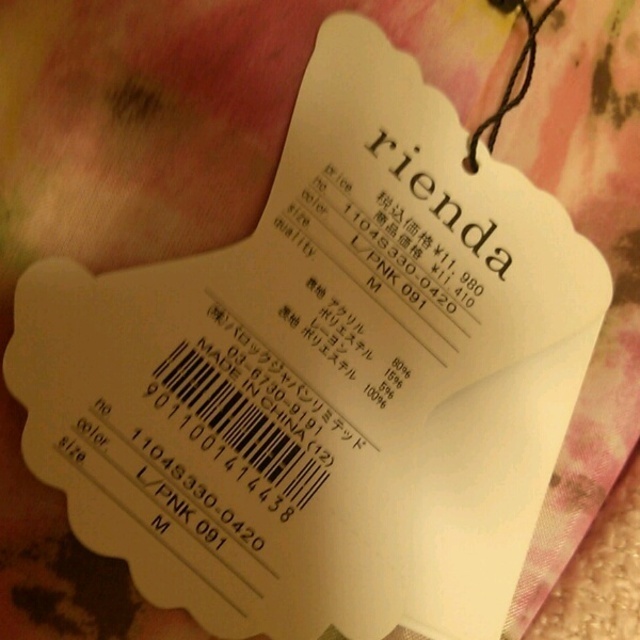 rienda
price 税込価格 ¥11,980
商品価格 ¥11,410
no. 1104S330-0420
color L/PNK 091
size M
quality
表地 アクリル 80%
ポリエステル 15%
レーヨン 5%
裏地 ポリエステル 100%
(株)バロックジャパンリミテッド
03-6730-9191
MADE IN CHINA (12)
9011001414438
no. 1104S330-0420
color L/PNK 091
size M